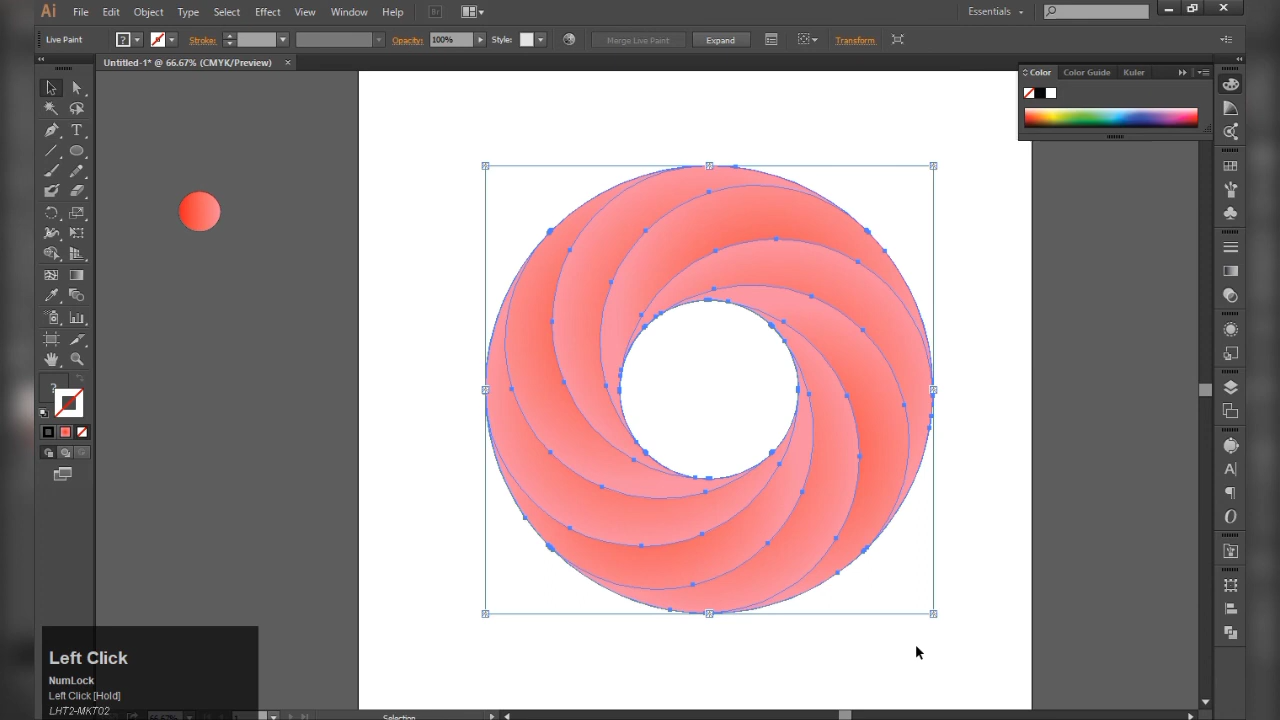 Ai File Edit Object Type Select Effect View Window Help Br Essentials
Live Paint ? Stroke: Opacity: 100% Style: Merge Live Paint Expand Transform
Untitled-1* @ 66.67% (CMYK/Preview) ×
Color Color Guide Kuler
T
?
A
Left Click
NumLock
Left Click [Hold]
LHT2-MKT02
Selection